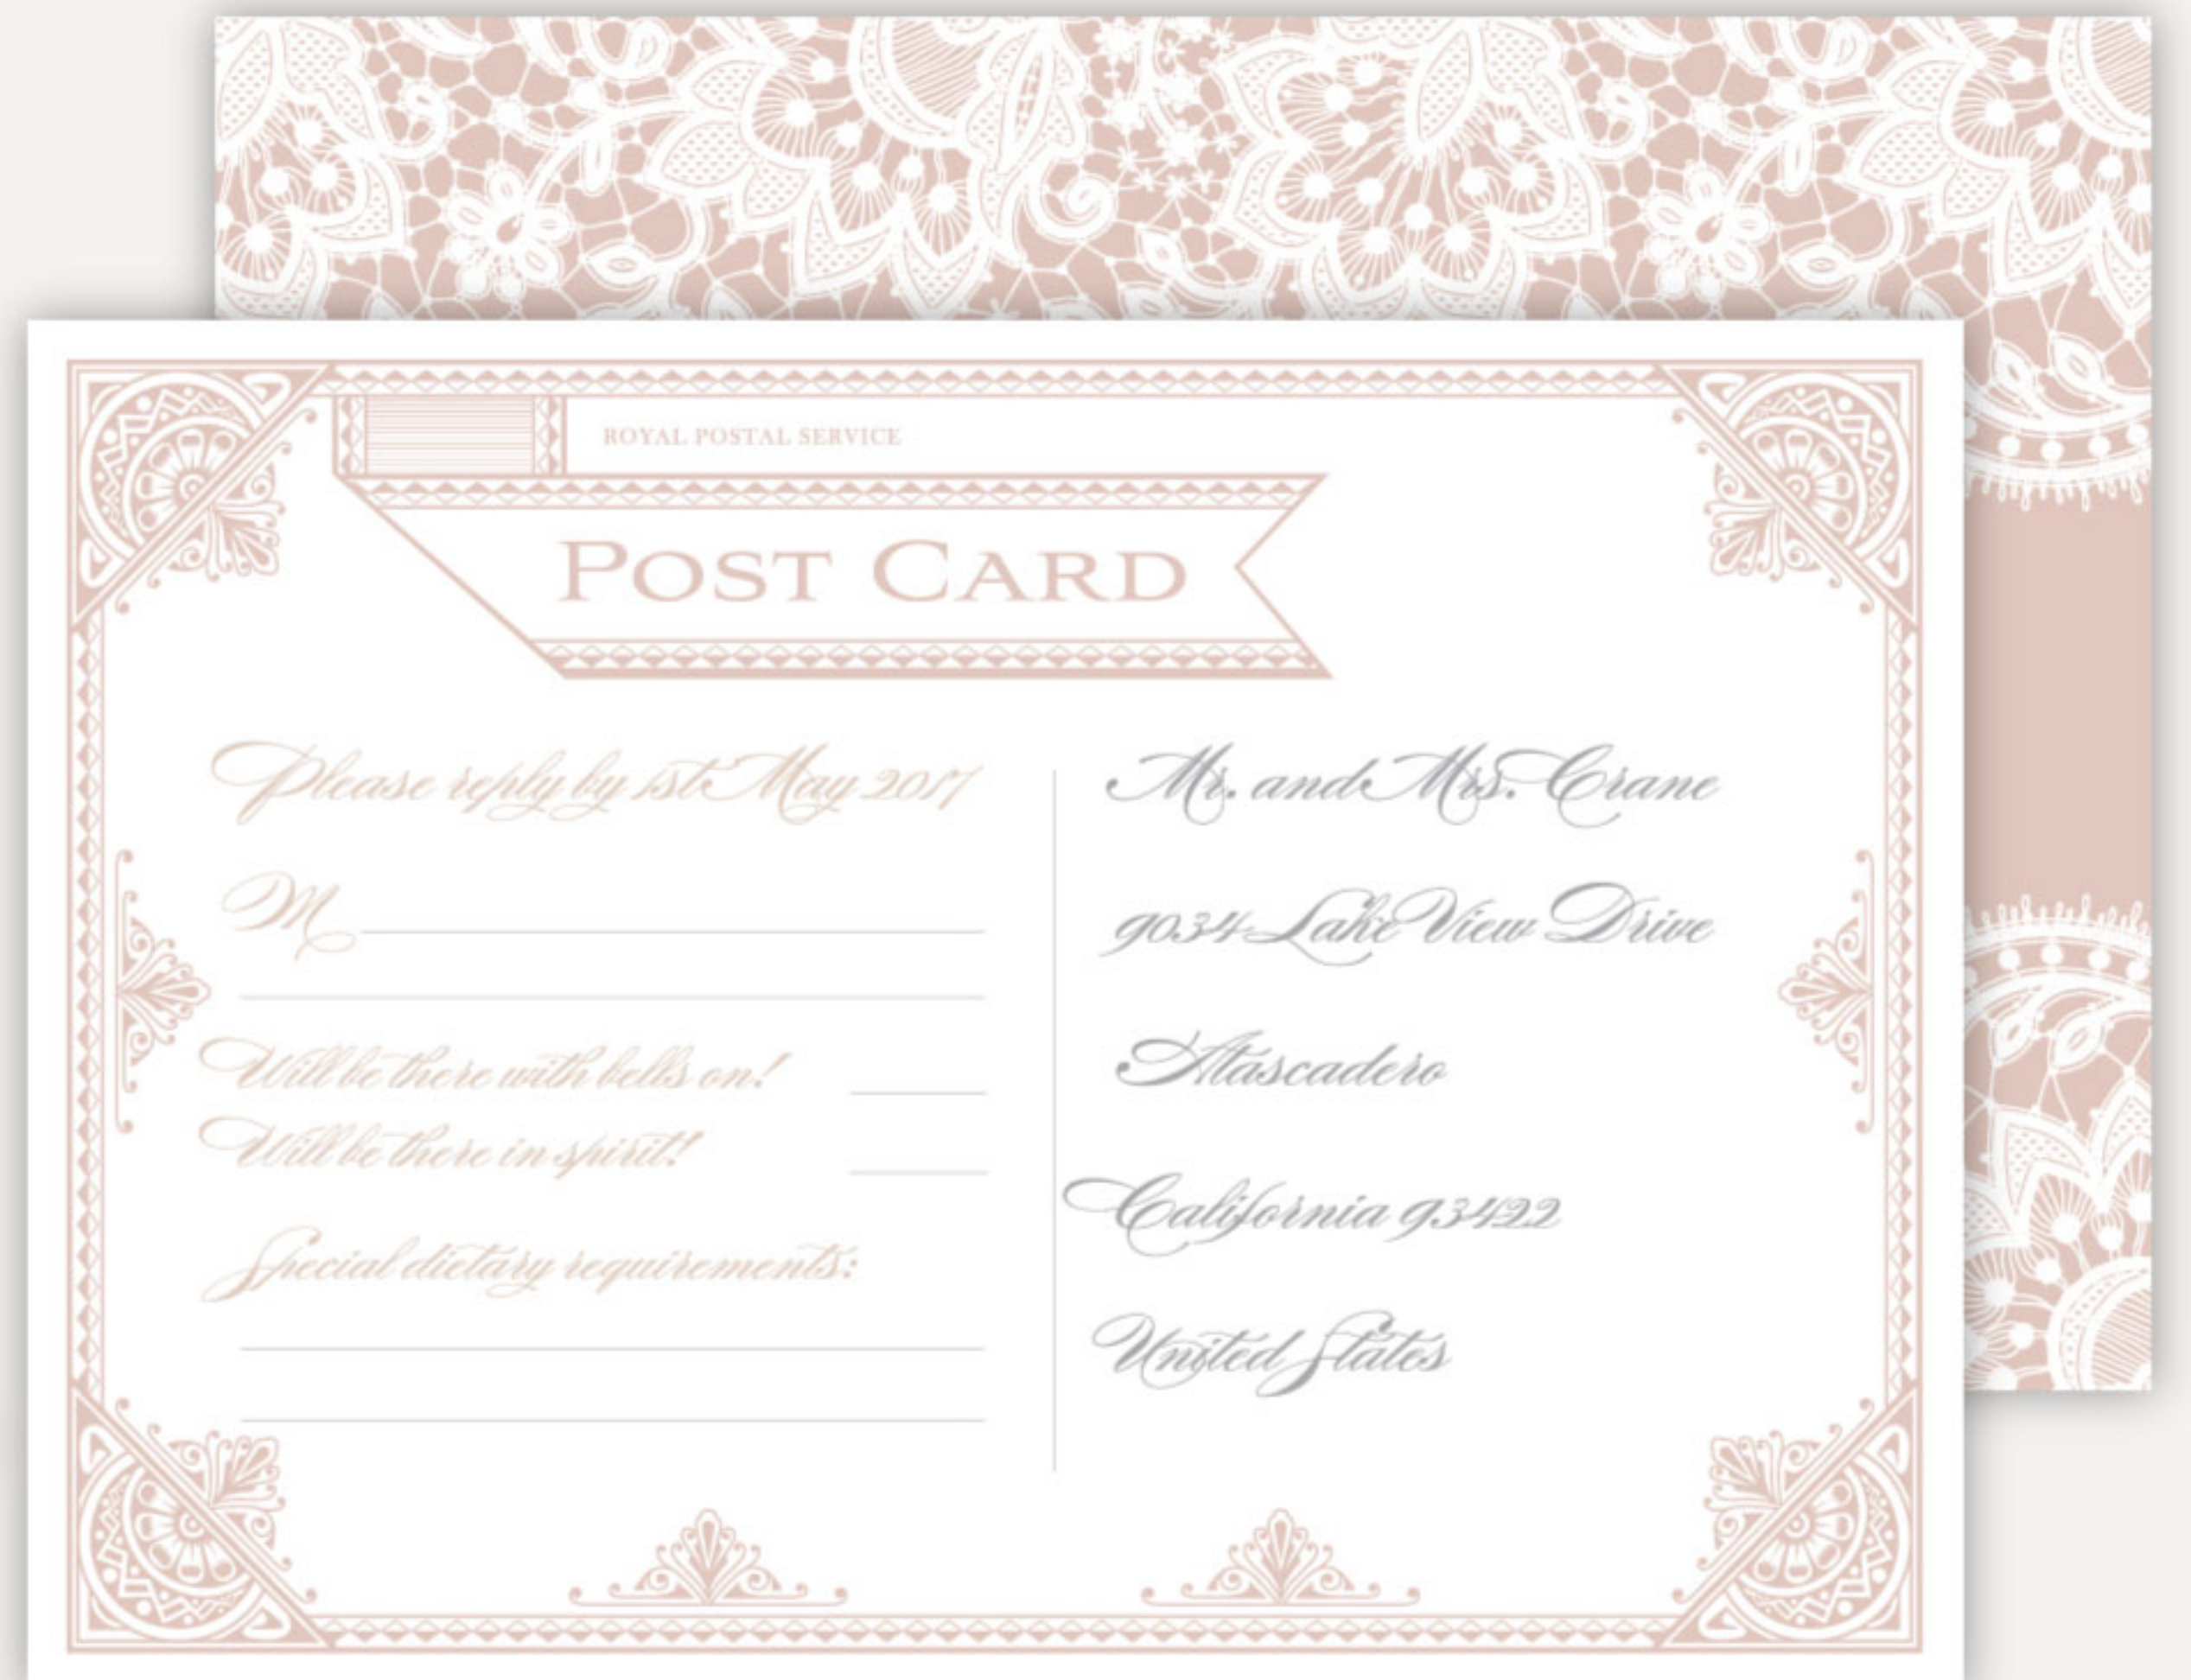 ROYAL POSTAL SERVICE
POST CARD
Please reply by 1st May 2017
M
Will be there with bells on!
Will be there in spirit!
Special dietary requirements:
Mr. and Mrs. Crane
9034 Lake View Drive
Atascadero
California 93422
United States